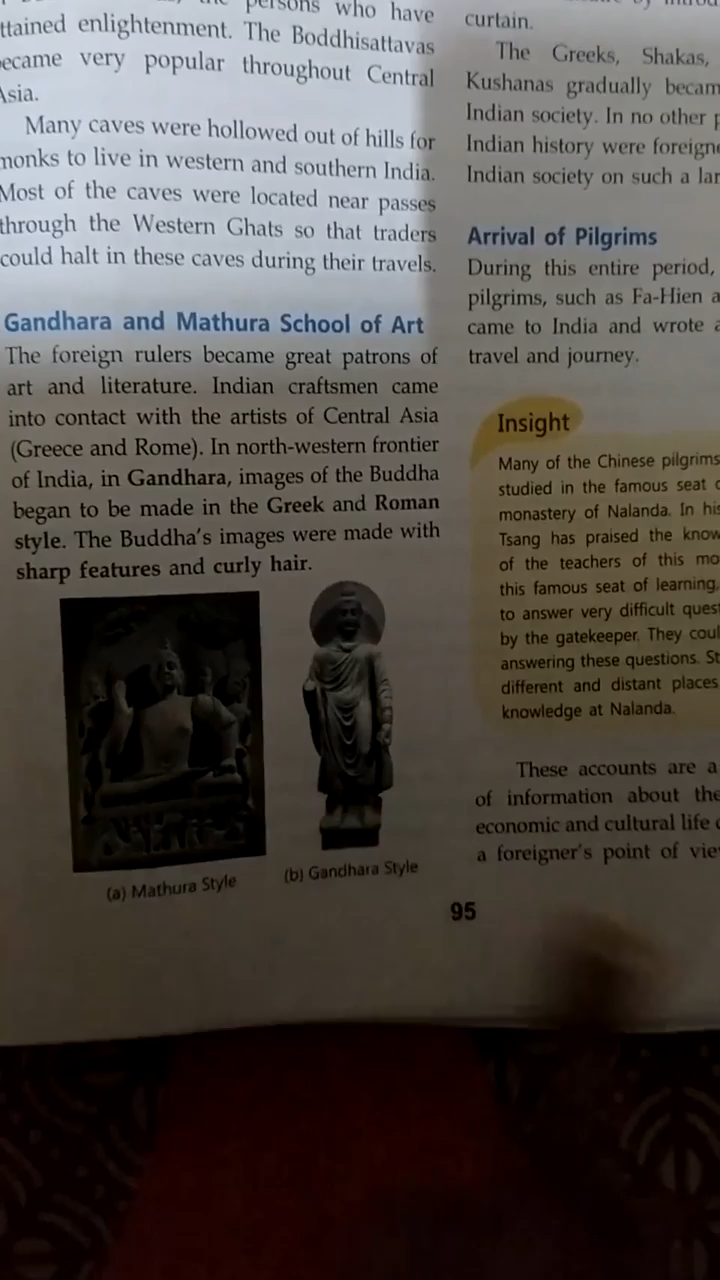 persons who have
ttained enlightenment. The Boddhisattavas
ecame very popular throughout Central
Asia.
Many caves were hollowed out of hills for
monks to live in western and southern India.
Most of the caves were located near passes
through the Western Ghats so that traders
could halt in these caves during their travels.
Gandhara and Mathura School of Art
The foreign rulers became great patrons of
art and literature. Indian craftsmen came
into contact with the artists of Central Asia
(Greece and Rome). In north-western frontier
of India, in Gandhara, images of the Buddha
began to be made in the Greek and Roman
style. The Buddha's images were made with
sharp features and curly hair.
(a) Mathura Style
(b) Gandhara Style
curtain.
The Greeks, Shakas,
Kushanas gradually becam
Indian society. In no other p
Indian history were foreigne
Indian society on such a lar
Arrival of Pilgrims
During this entire period,
pilgrims, such as Fa-Hien a
came to India and wrote a
travel and journey.
Insight
Many of the Chinese pilgrims
studied in the famous seat o
monastery of Nalanda. In his
Tsang has praised the know
of the teachers of this mo
this famous seat of learning,
to answer very difficult quest
by the gatekeeper. They coul
answering these questions. St
different and distant places
knowledge at Nalanda.
These accounts are a
of information about the
economic and cultural life o
a foreigner's point of vie
95